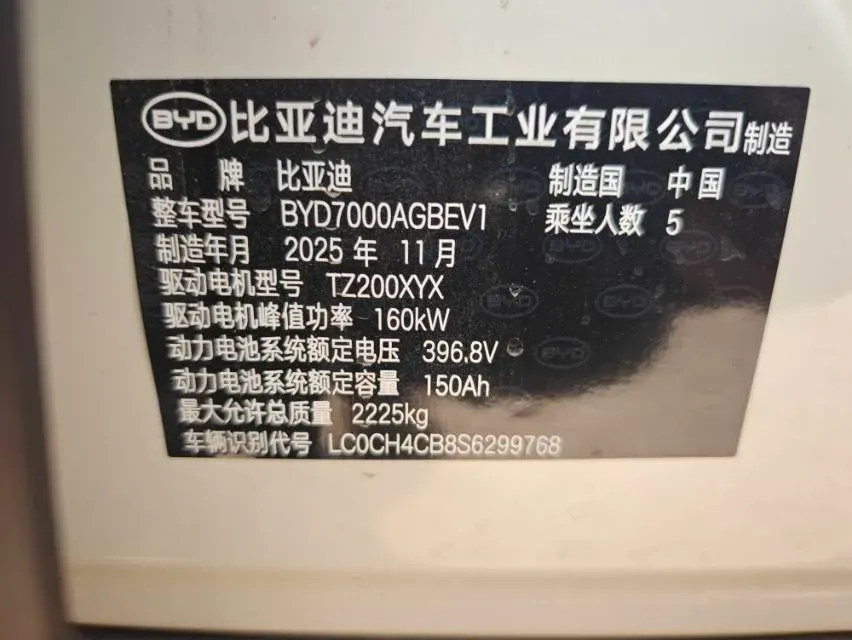 BYD 比亚迪汽车工业有限公司制造
品 牌 比亚迪 制造国 中国
整车型号 BYD7000AGBEV1 乘坐人数 5
制造年月 2025 年 11 月
驱动电机型号 TZ200XYX
驱动电机峰值功率 160kW
动力电池系统额定电压 396.8V
动力电池系统额定容量 150Ah
最大允许总质量 2225kg
车辆识别代号 LC0CH4CB8S6299768